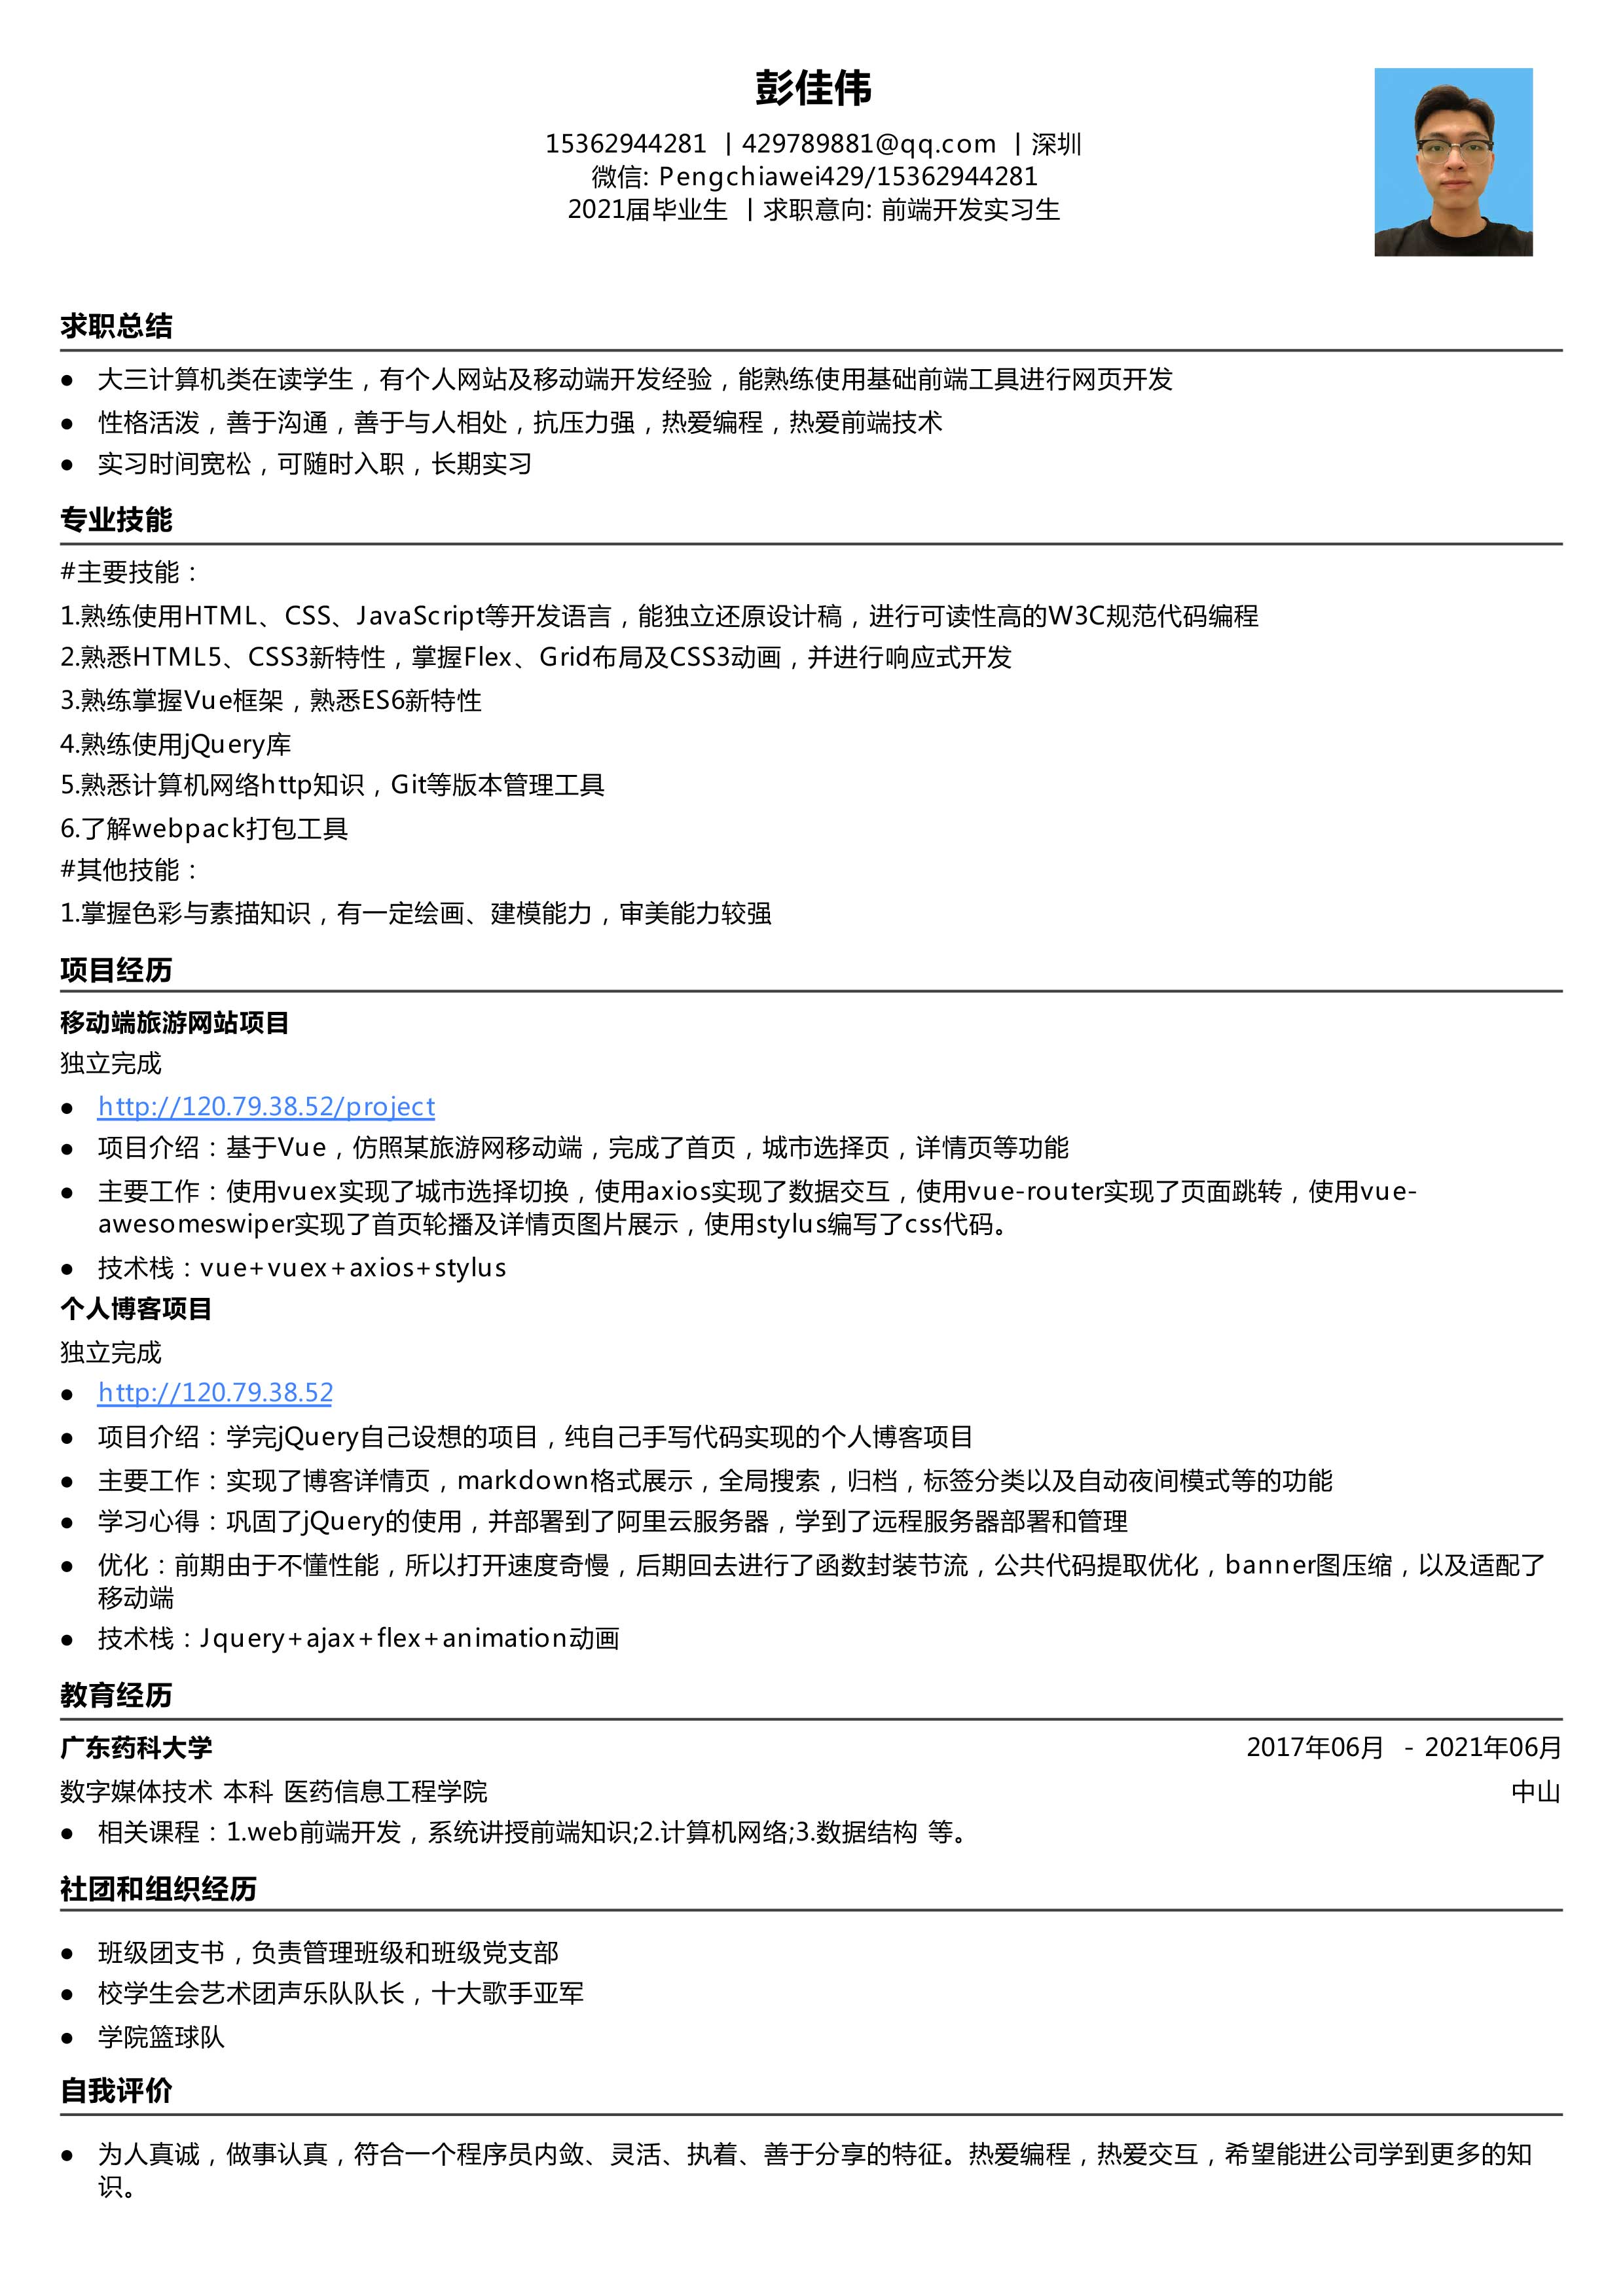 彭佳伟
15362944281 | 429789881@qq.com | 深圳
微信: Pengchiawei429/15362944281
2021届毕业生 | 求职意向: 前端开发实习生
求职总结
● 大三计算机类在读学生，有个人网站及移动端开发经验，能熟练使用基础前端工具进行网页开发
● 性格活泼，善于沟通，善于与人相处，抗压力强，热爱编程，热爱前端技术
● 实习时间宽松，可随时入职，长期实习
专业技能
#主要技能：
1.熟练使用HTML、CSS、JavaScript等开发语言，能独立还原设计稿，进行可读性高的W3C规范代码编程
2.熟悉HTML5、CSS3新特性，掌握Flex、Grid布局及CSS3动画，并进行响应式开发
3.熟练掌握Vue框架，熟悉ES6新特性
4.熟练使用jQuery库
5.熟悉计算机网络http知识，Git等版本管理工具
6.了解webpack打包工具
#其他技能：
1.掌握色彩与素描知识，有一定绘画、建模能力，审美能力较强
项目经历
移动端旅游网站项目
独立完成
● http://120.79.38.52/project
● 项目介绍：基于Vue，仿照某旅游网移动端，完成了首页，城市选择页，详情页等功能
● 主要工作：使用vuex实现了城市选择切换，使用axios实现了数据交互，使用vue-router实现了页面跳转，使用vue-
awesomeswiper实现了首页轮播及详情页图片展示，使用stylus编写了css代码。
● 技术栈：vue+vuex+axios+stylus
个人博客项目
独立完成
● http://120.79.38.52
● 项目介绍：学完jQuery自己设想的项目，纯自己手写代码实现的个人博客项目
● 主要工作：实现了博客详情页，markdown格式展示，全局搜索，归档，标签分类以及自动夜间模式等的功能
● 学习心得：巩固了jQuery的使用，并部署到了阿里云服务器，学到了远程服务器部署和管理
● 优化：前期由于不懂性能，所以打开速度奇慢，后期回去进行了函数封装节流，公共代码提取优化，banner图压缩，以及适配了
移动端
● 技术栈：Jquery+ajax+flex+animation动画
教育经历
广东药科大学 2017年06月 - 2021年06月
数字媒体技术 本科 医药信息工程学院 中山
● 相关课程：1.web前端开发，系统讲授前端知识;2.计算机网络;3.数据结构 等。
社团和组织经历
● 班级团支书，负责管理班级和班级党支部
● 校学生会艺术团声乐队队长，十大歌手亚军
● 学院篮球队
自我评价
● 为人真诚，做事认真，符合一个程序员内敛、灵活、执着、善于分享的特征。热爱编程，热爱交互，希望能进公司学到更多的知
识。